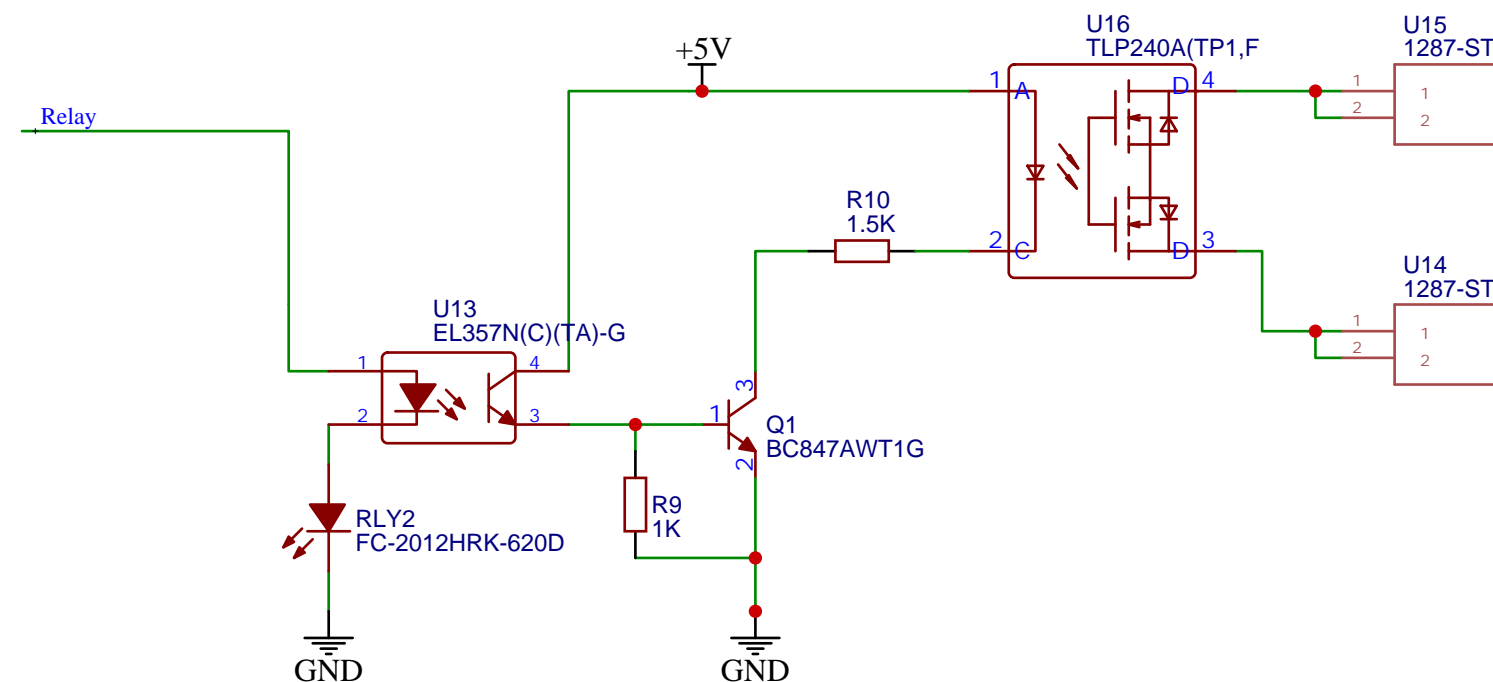 U16
TLP240A(TP1,F
U15
1287-ST
+5V
1
A
D
4
1
1
2
2
Relay
R10
1.5K
2
C
D
3
U14
1287-ST
1
1
2
2
U13
EL357N(C)(TA)-G
1
4
2
3
3
1
Q1
BC847AWT1G
2
R9
1K
RLY2
FC-2012HRK-620D
GND
GND